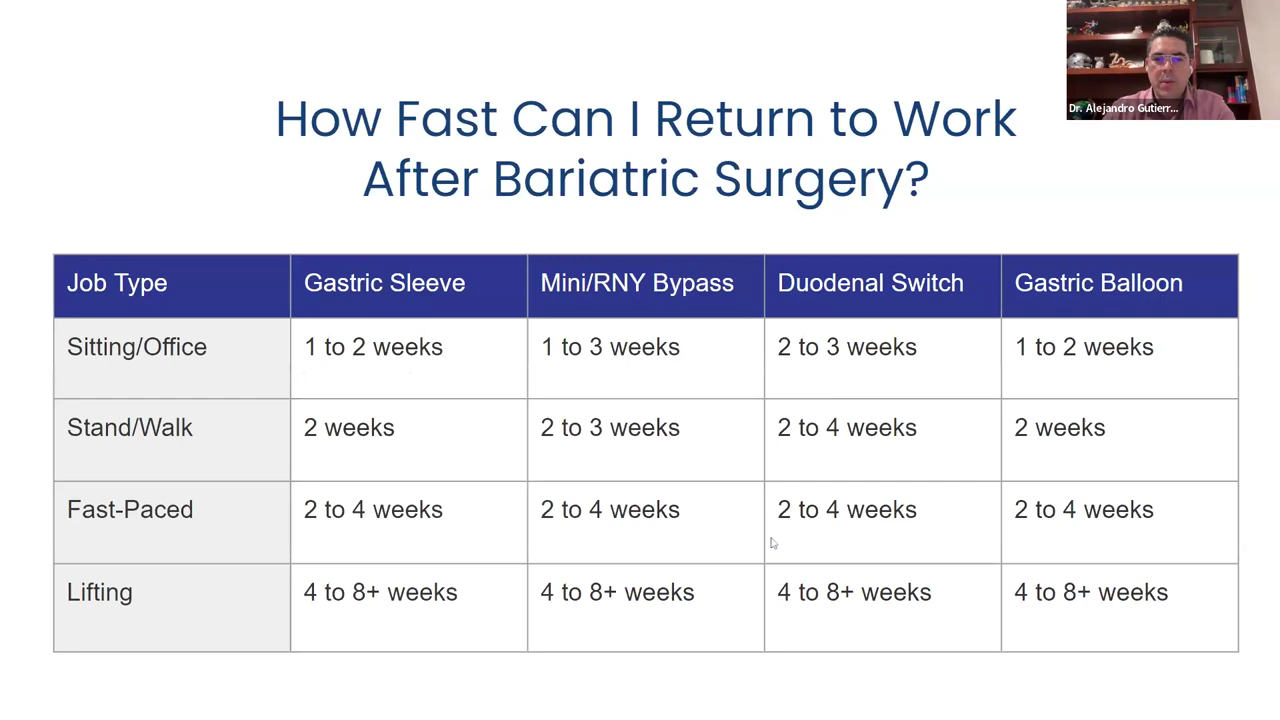 Dr. Alejandro Gutierr...
How Fast Can I Return to Work
After Bariatric Surgery?
Job Type Gastric Sleeve Mini/RNY Bypass Duodenal Switch Gastric Balloon
Sitting/Office 1 to 2 weeks 1 to 3 weeks 2 to 3 weeks 1 to 2 weeks
Stand/Walk 2 weeks 2 to 3 weeks 2 to 4 weeks 2 weeks
Fast-Paced 2 to 4 weeks 2 to 4 weeks 2 to 4 weeks 2 to 4 weeks
Lifting 4 to 8+ weeks 4 to 8+ weeks 4 to 8+ weeks 4 to 8+ weeks